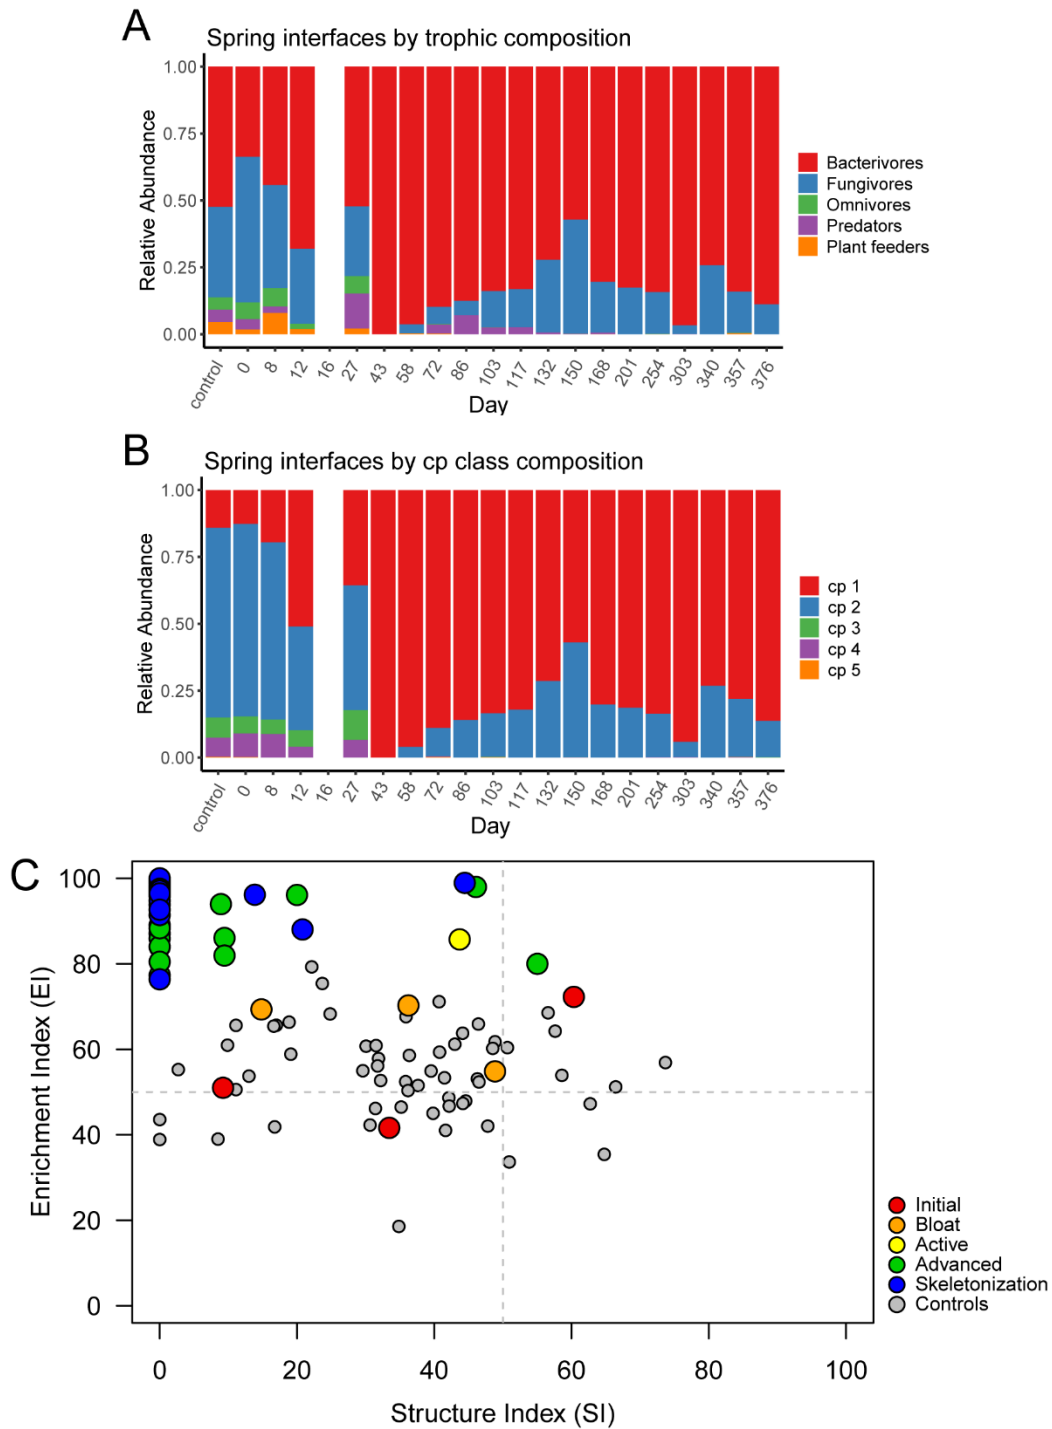 A
Spring interfaces by trophic composition
Relative Abundance
1.00
0.75
0.50
0.25
0.00
control 0 8 12 16 27 43 58 72 86 103 117 132 150 168 201 254 303 340 357 376
Day
Bacterivores
Fungivores
Omnivores
Predators
Plant feeders
B
Spring interfaces by cp class composition
Relative Abundance
1.00
0.75
0.50
0.25
0.00
control 0 8 12 16 27 43 58 72 86 103 117 132 150 168 201 254 303 340 357 376
Day
cp 1
cp 2
cp 3
cp 4
cp 5
C
Enrichment Index (EI)
100
80
60
40
20
0
0 20 40 60 80 100
Structure Index (SI)
Initial
Bloat
Active
Advanced
Skeletonization
Controls